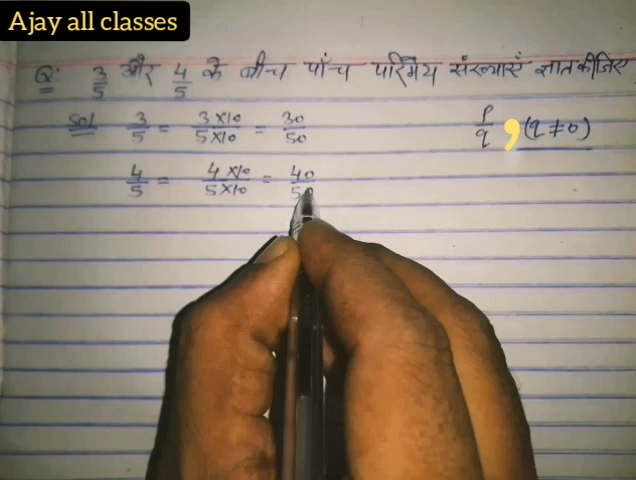 Ajay all classes
Q: 3/5 और 4/5 के बीच पाँच परिमेय संख्याएँ ज्ञात कीजिए
Sol 3/5 = 3×10/5×10 = 30/50 p/q , (q ≠ 0)
4/5 = 4×10/5×10 = 40/50